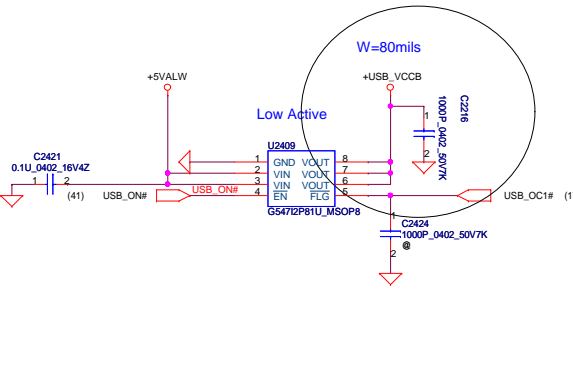 W=80mils
+5VALW
+USB_VCCB
Low Active
C2216
1000P_0402_50V7K
1
2
U2409
1 GND VOUT 8
2 VIN VOUT 7
3 VIN VOUT 6
4 EN FLG 5
G547I2P81U_MSOP8
C2421
0.1U_0402_16V4Z
1 2
(41) USB_ON# USB_ON#
USB_OC1# (1
1
C2424
1000P_0402_50V7K
@
2